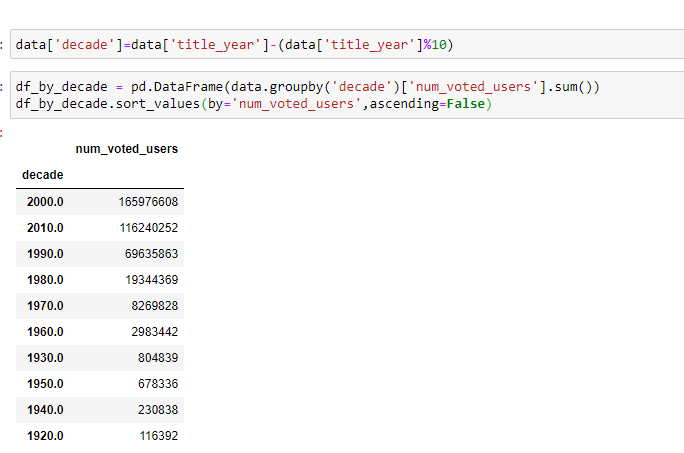 : data['decade']=data['title_year']-(data['title_year']%10)
: df_by_decade = pd.DataFrame(data.groupby('decade')['num_voted_users'].sum())
df_by_decade.sort_values(by='num_voted_users',ascending=False)
:
num_voted_users
decade
2000.0 165976608
2010.0 116240252
1990.0 69635863
1980.0 19344369
1970.0 8269828
1960.0 2983442
1930.0 804839
1950.0 678336
1940.0 230838
1920.0 116392